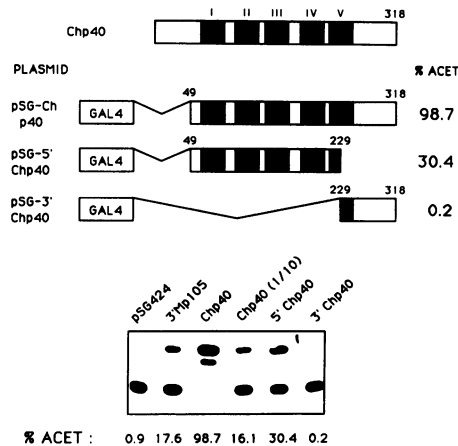 I II III IV V
318
Chp40
PLASMID
% ACET
49 318
pSG-Ch
p40
GAL4
98.7
49 229
pSG-5'
Chp40
GAL4
30.4
229 318
pSG-3'
Chp40
GAL4
0.2
pSG424 3'Mp105 Chp40 Chp40 (1/10) 5' Chp40 3' Chp40
% ACET : 0.9 17.6 98.7 16.1 30.4 0.2